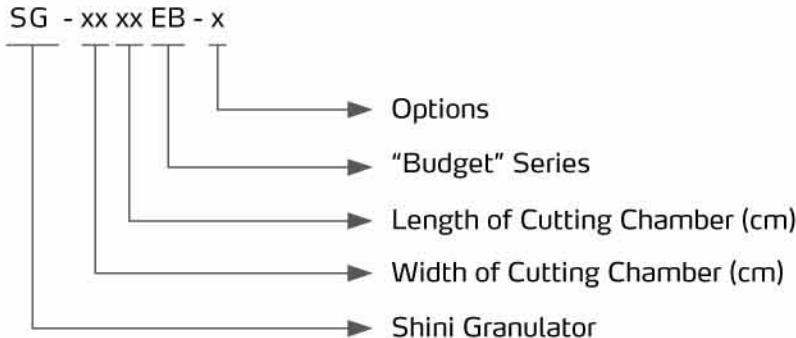 SG - xx xx EB - x
Options
“Budget” Series
Length of Cutting Chamber (cm)
Width of Cutting Chamber (cm)
Shini Granulator